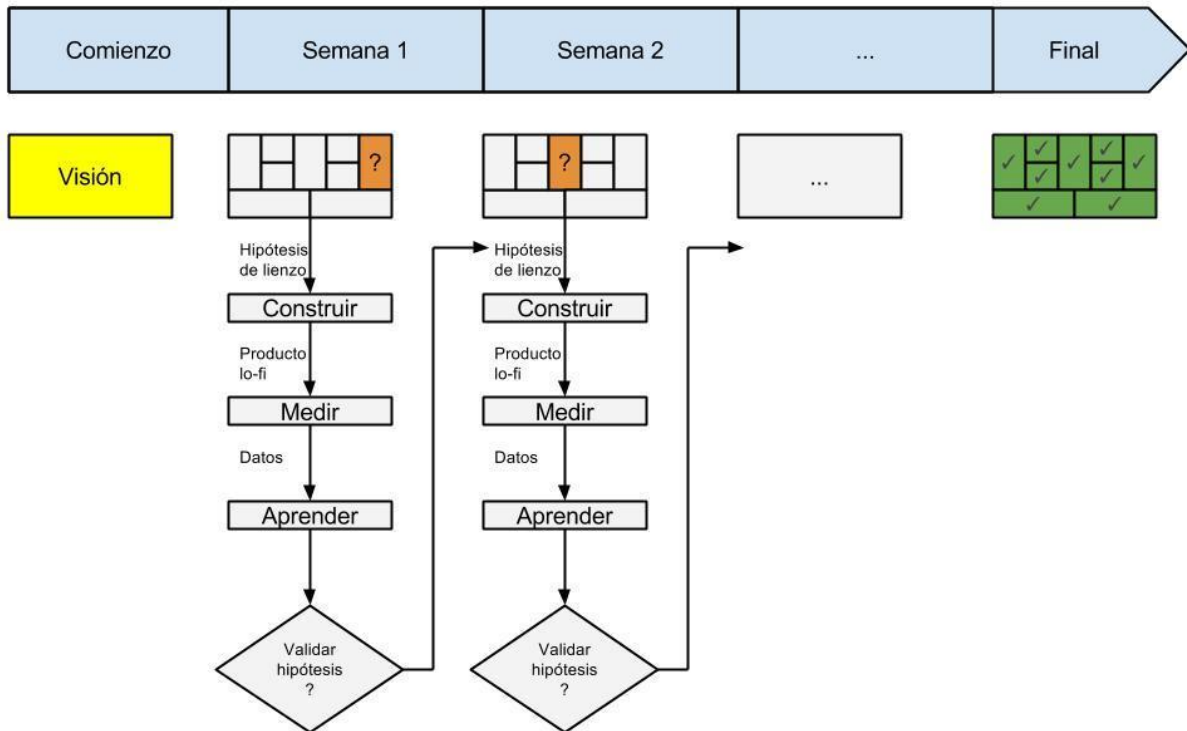 Comienzo
Semana 1
Semana 2
...
Final
Visión
?
?
...
✓ ✓ ✓ ✓ ✓
✓ ✓
✓ ✓
Hipótesis
de lienzo
Construir
Producto
lo-fi
Medir
Datos
Aprender
Validar
hipótesis
?
Hipótesis
de lienzo
Construir
Producto
lo-fi
Medir
Datos
Aprender
Validar
hipótesis
?